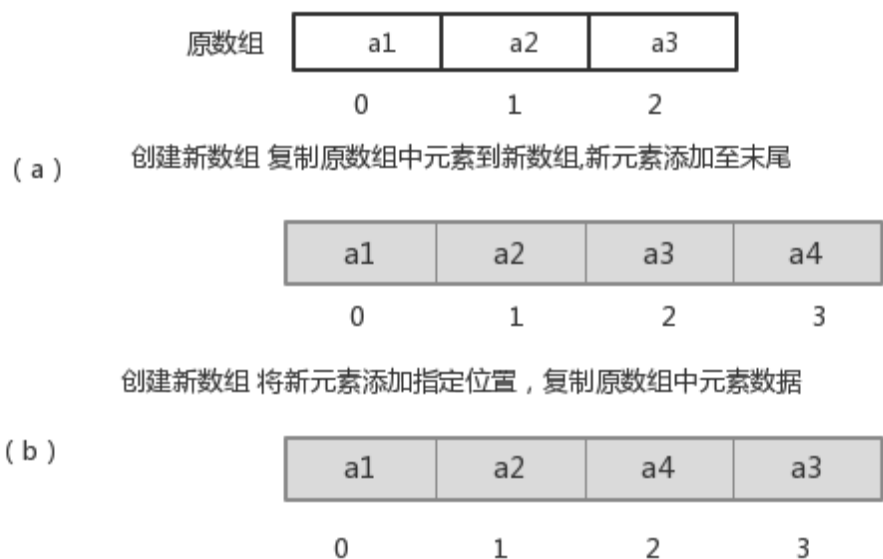 原数组 a1 a2 a3
0 1 2
(a) 创建新数组 复制原数组中元素到新数组,新元素添加至末尾
a1 a2 a3 a4
0 1 2 3
创建新数组 将新元素添加指定位置，复制原数组中元素数据
(b) a1 a2 a4 a3
0 1 2 3